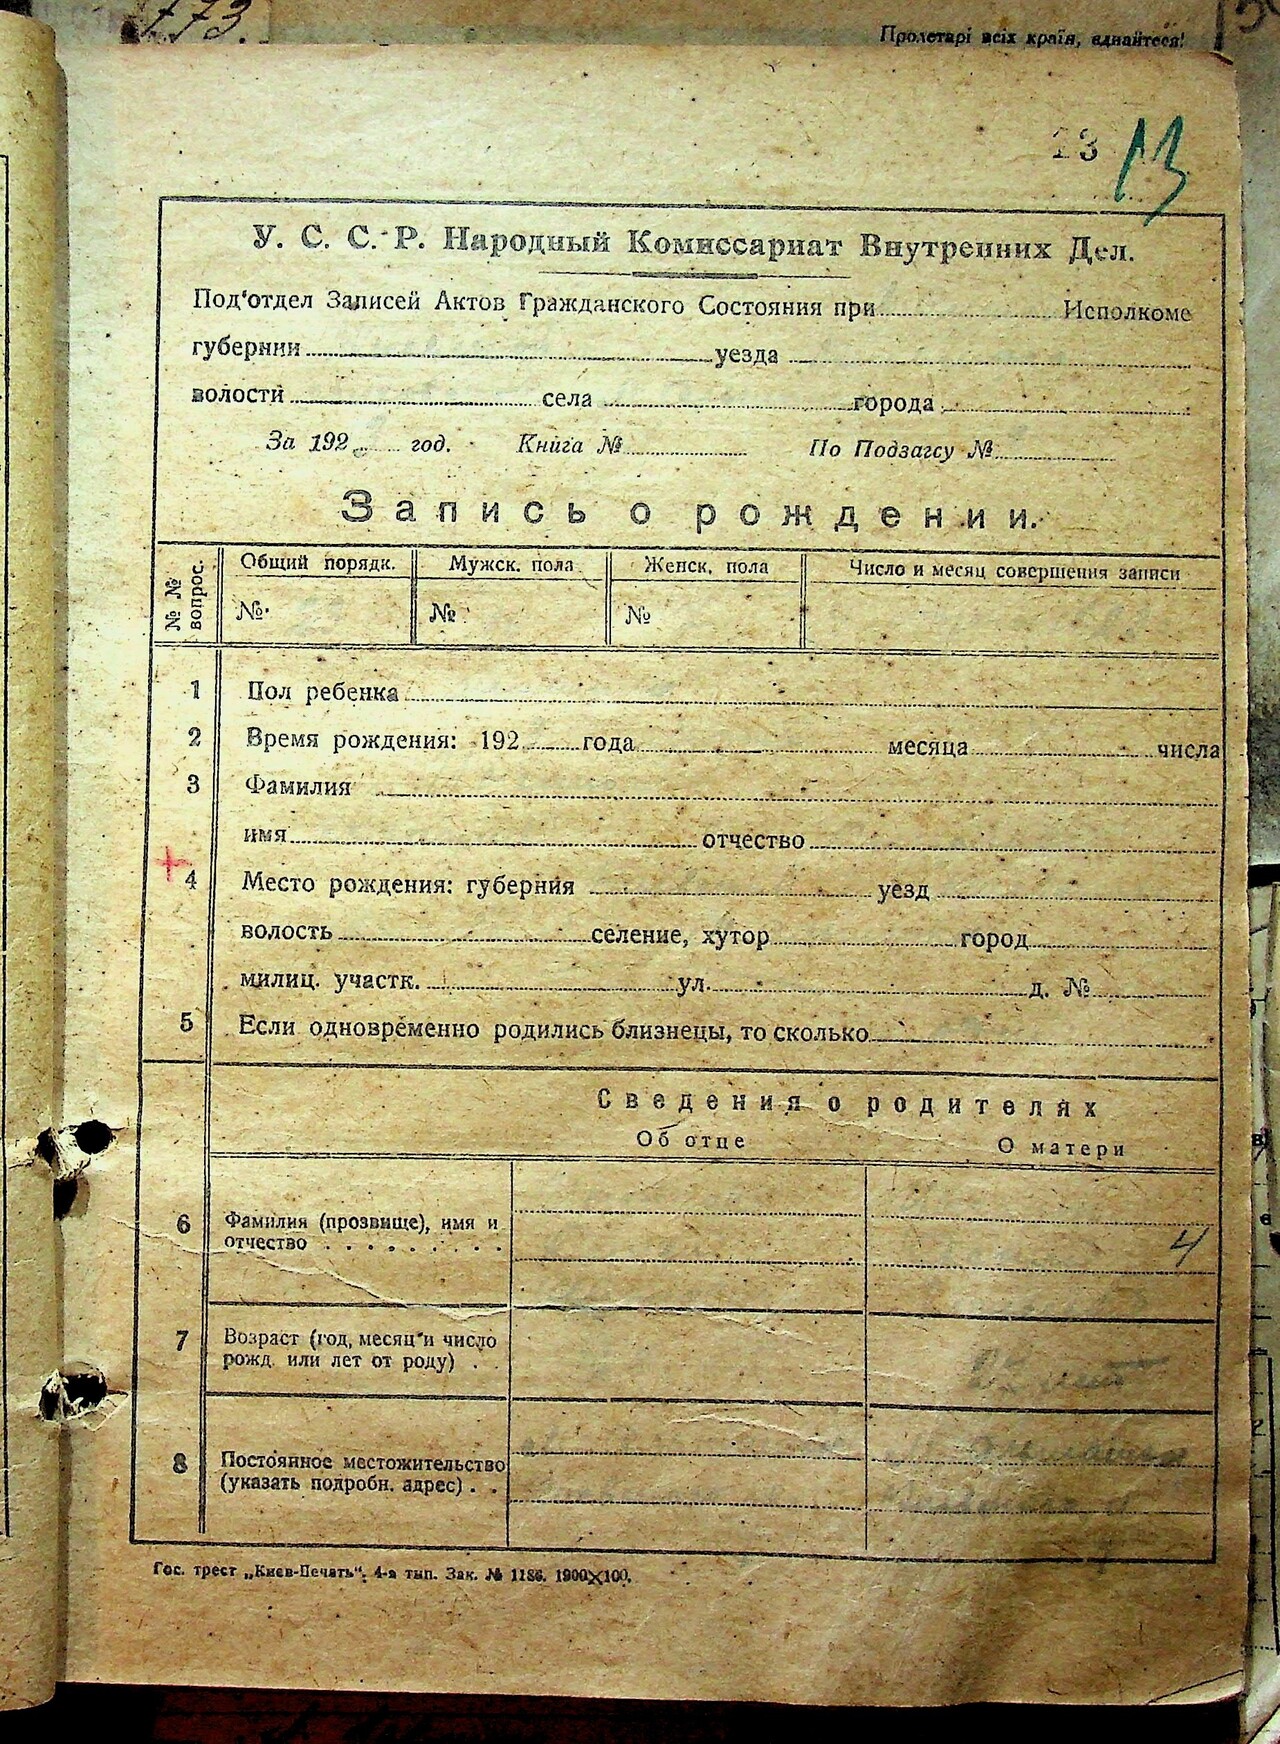 773.
Пролетарі всіх країн, єднайтеся!
13 13
У. С. С. Р. Народный Комиссариат Внутренних Дел.
Под'отдел Записей Актов Гражданского Состояния при Исполкоме
губернии уезда
волости села города
За 192 год. Книга № По Подзагсу №
Запись о рождении.
№ № вопрос. Общий порядк. Мужск. пола Женск. пола Число и месяц совершения записи
№ № №
1 Пол ребенка
2 Время рождения: 192 года месяца числа
3 Фамилия
имя отчество
+
4 Место рождения: губерния уезд
волость селение, хутор город
милиц. участк. ул. д. №
5 Если одновременно родились близнецы, то сколько
Сведения о родителях
Об отце О матери
6 Фамилия (прозвище), имя и
отчество . . . . . . . . .
4
7 Возраст (год, месяц и число
рожд. или лет от роду) . .
лет
8 Постоянное местожительство
(указать подробн. адрес) . .
Гос. трест „Киев-Печать“. 4-я тип. Зак. № 1186. 1900×100.